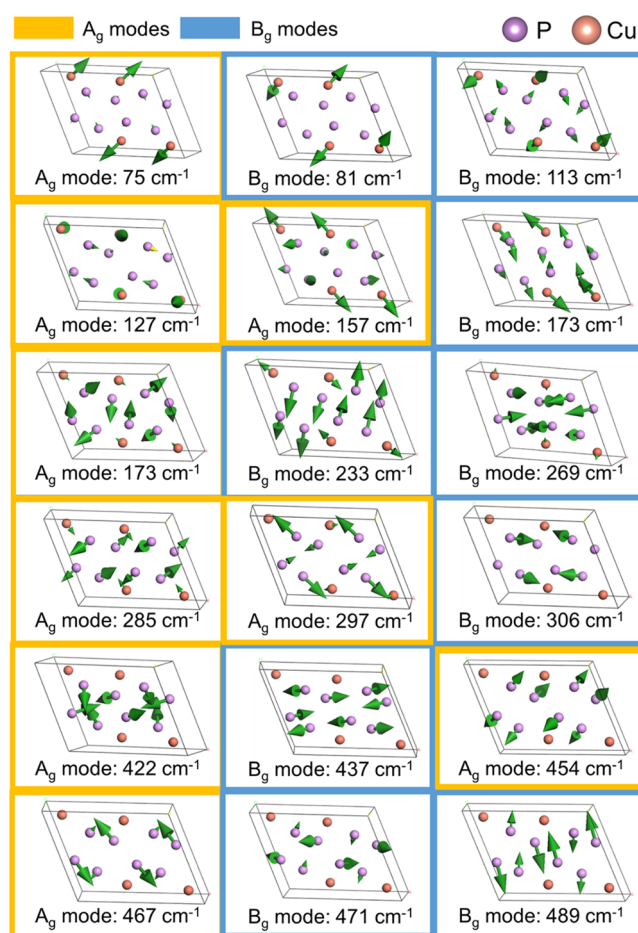 Ag modes Bg modes P Cu
Ag mode: 75 cm-1 Bg mode: 81 cm-1 Bg mode: 113 cm-1
Ag mode: 127 cm-1 Ag mode: 157 cm-1 Bg mode: 173 cm-1
Ag mode: 173 cm-1 Bg mode: 233 cm-1 Bg mode: 269 cm-1
Ag mode: 285 cm-1 Ag mode: 297 cm-1 Bg mode: 306 cm-1
Ag mode: 422 cm-1 Bg mode: 437 cm-1 Ag mode: 454 cm-1
Ag mode: 467 cm-1 Bg mode: 471 cm-1 Bg mode: 489 cm-1